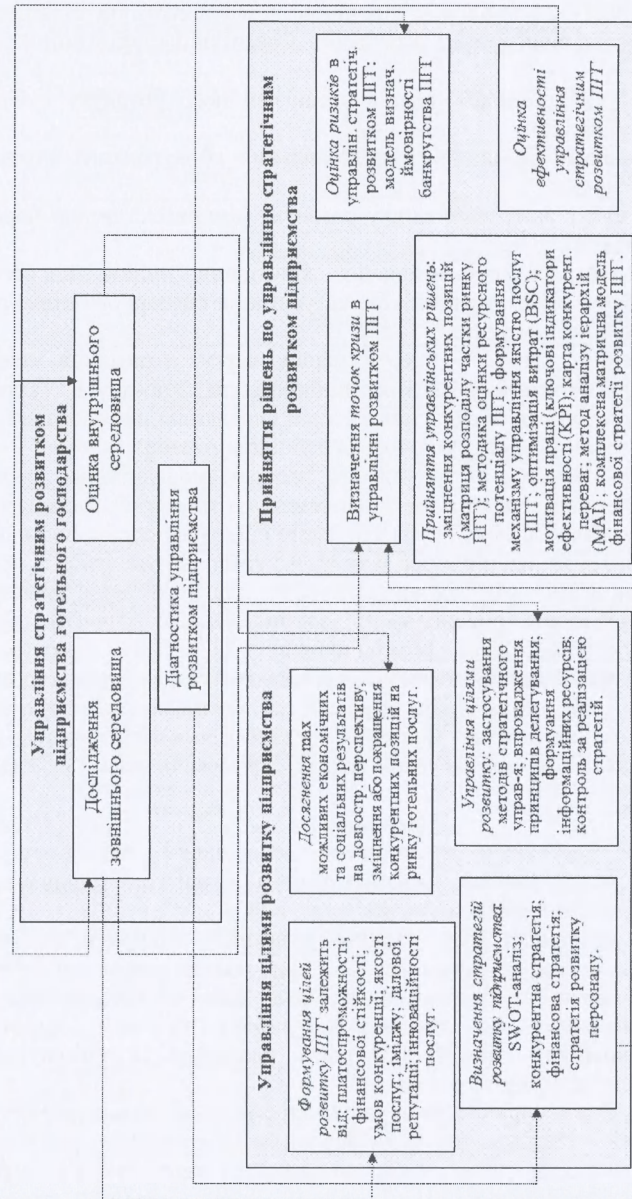 Управління стратегічним розвитком
підприємства готельного господарства
Дослідження
зовнішнього середовища
Оцінка внутрішнього
середовища
Діагностика управління
розвитком підприємства
Управління цілями розвитку підприємства
Формування цілей
розвитку ПГГ залежить
від; платоспроможності;
фінансової стійкості;
умов конкуренції; якості
послуг; іміджу; ділової
репутації; інноваційності
послуг.
Досягнення max
можливих економічних
та соціальних результатів
на довгостр. перспективу;
зміцнення або покращення
конкурентних позицій на
ринку готельних послуг.
Визначення стратегій
розвитку підприємства:
SWOT-аналіз;
конкурентна стратегія;
фінансова стратегія;
стратегія розвитку
персоналу.
Управління цілями
розвитку: застосування
методів стратегічного
управ-я; впровадження
принципів делегування;
формування
інформаційних ресурсів;
контроль за реалізацією
стратегій.
Прийняття рішень по управлінню стратегічним
розвитком підприємства
Визначення точок кризи в
управлінні розвитком ПГГ
Оцінка ризиків в
управлін. стратегіч.
розвитком ПГГ:
модель визнач.
ймовірності
банкрутства ПГГ
Прийняття управлінських рішень:
зміцнення конкурентних позицій
(матриця розподілу частки ринку
ПГГ); методика оцінки ресурсного
потенціалу ПГГ; формування
механізму управління якістю послуг
ПГГ; оптимізація витрат (BSC);
мотивація праці (ключові індикатори
ефективності (KPI); карта конкурент.
переваг; метод аналізу ієрархій
(МАІ) ; комплексна матрична модель
фінансової стратегії розвитку ПГГ.
Оцінка
ефективності
управління
стратегічним
розвитком ПГГ